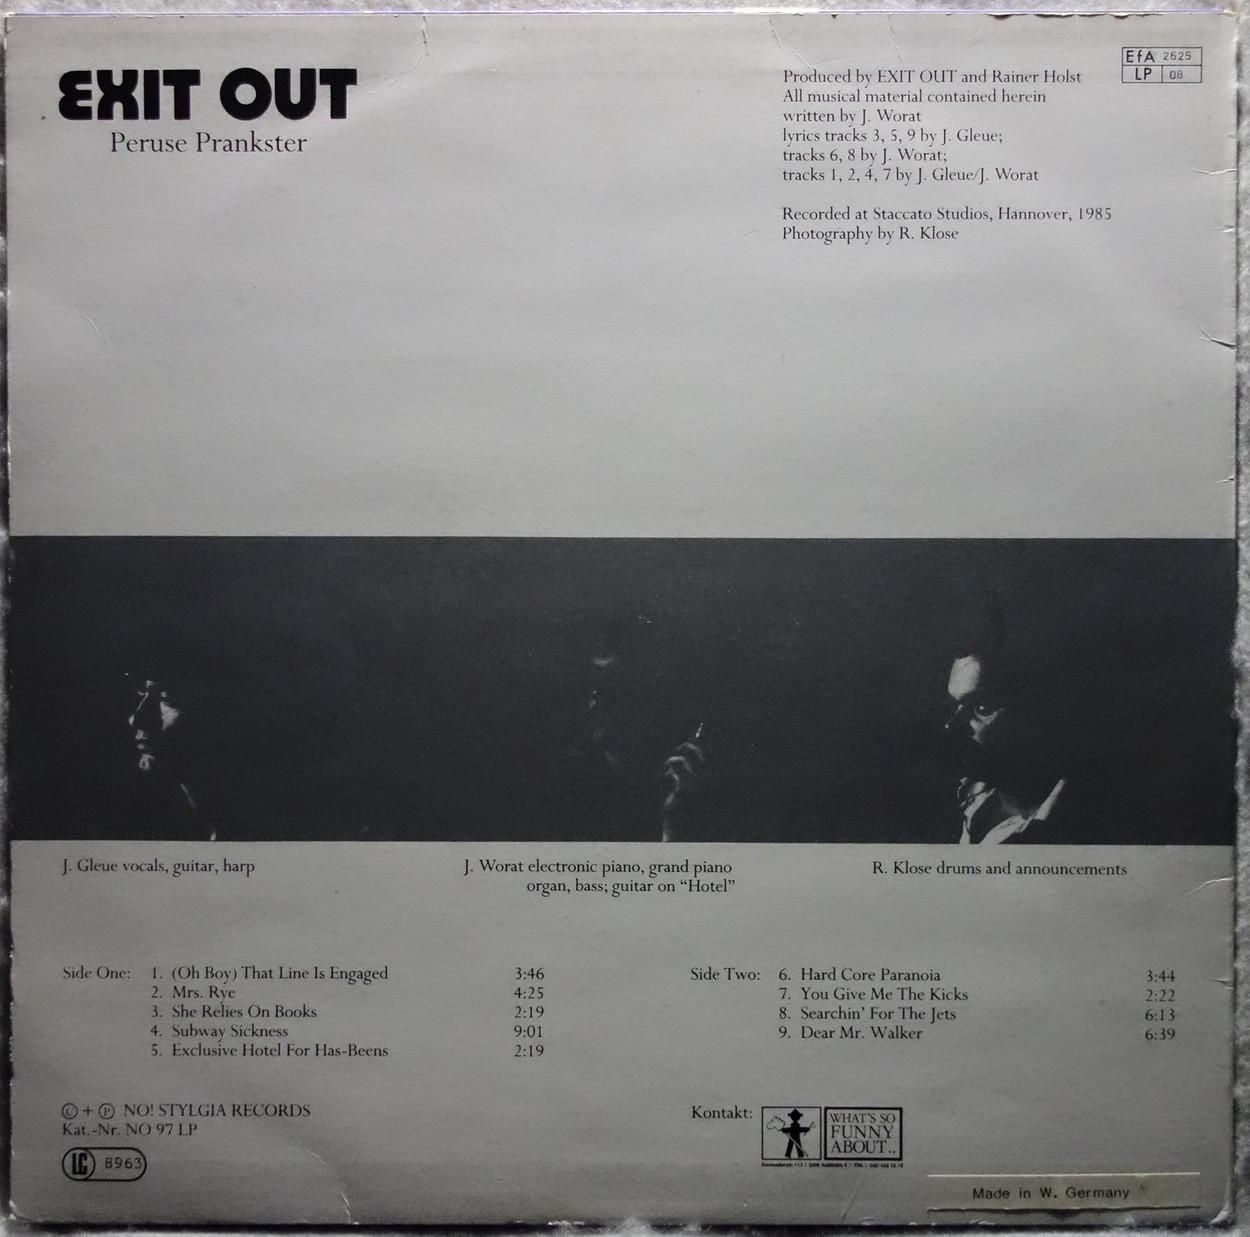 EXIT OUT
Peruse Prankster
Produced by EXIT OUT and Rainer Holst
All musical material contained herein
written by J. Worat
lyrics tracks 3, 5, 9 by J. Gleue;
tracks 6, 8 by J. Worat;
tracks 1, 2, 4, 7 by J. Gleue/J. Worat
Recorded at Staccato Studios, Hannover, 1985
Photography by R. Klose
EfA 2625
LP 08
J. Gleue vocals, guitar, harp
J. Worat electronic piano, grand piano
organ, bass; guitar on “Hotel”
R. Klose drums and announcements
Side One: 1. (Oh Boy) That Line Is Engaged 3:46
2. Mrs. Rye 4:25
3. She Relies On Books 2:19
4. Subway Sickness 9:01
5. Exclusive Hotel For Has-Beens 2:19
Side Two: 6. Hard Core Paranoia 3:44
7. You Give Me The Kicks 2:22
8. Searchin’ For The Jets 6:13
9. Dear Mr. Walker 6:39
© + ℗ NO! STYLGIA RECORDS
Kat.-Nr. NO 97 LP
LC 8963
Kontakt:
WHAT'S SO
FUNNY
ABOUT..
Made in W. Germany